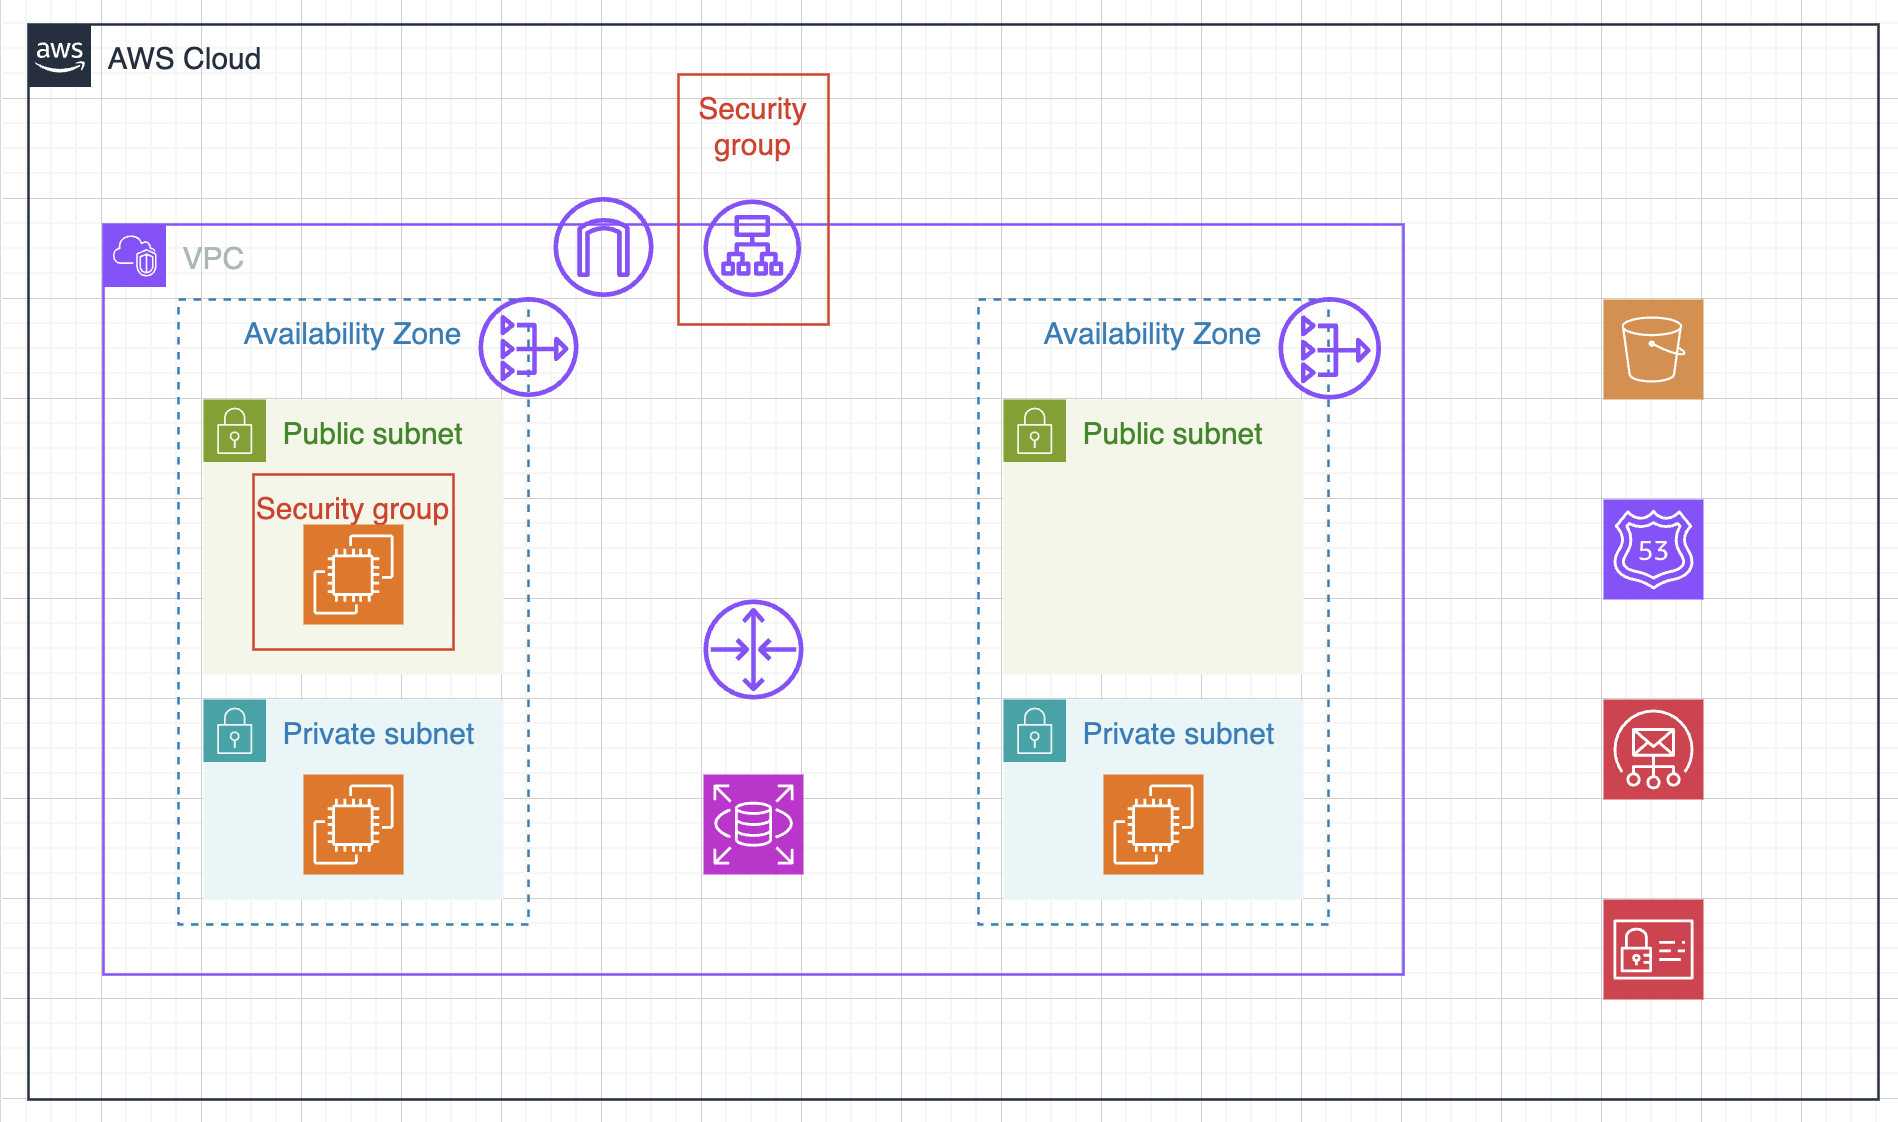 aws
AWS Cloud
Security
group
VPC
Availability Zone
Availability Zone
Public subnet
Public subnet
Security group
53
Private subnet
Private subnet